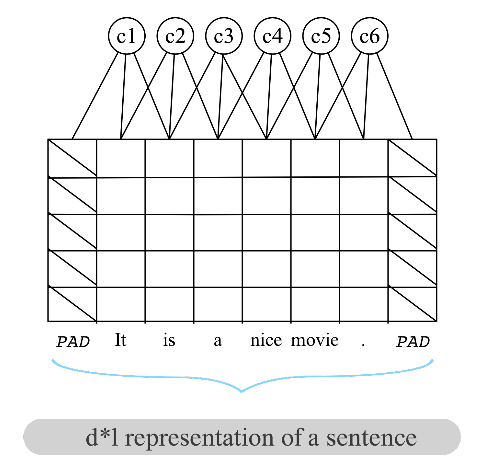 c1 c2 c3 c4 c5 c6
PAD It is a nice movie . PAD
d*l representation of a sentence